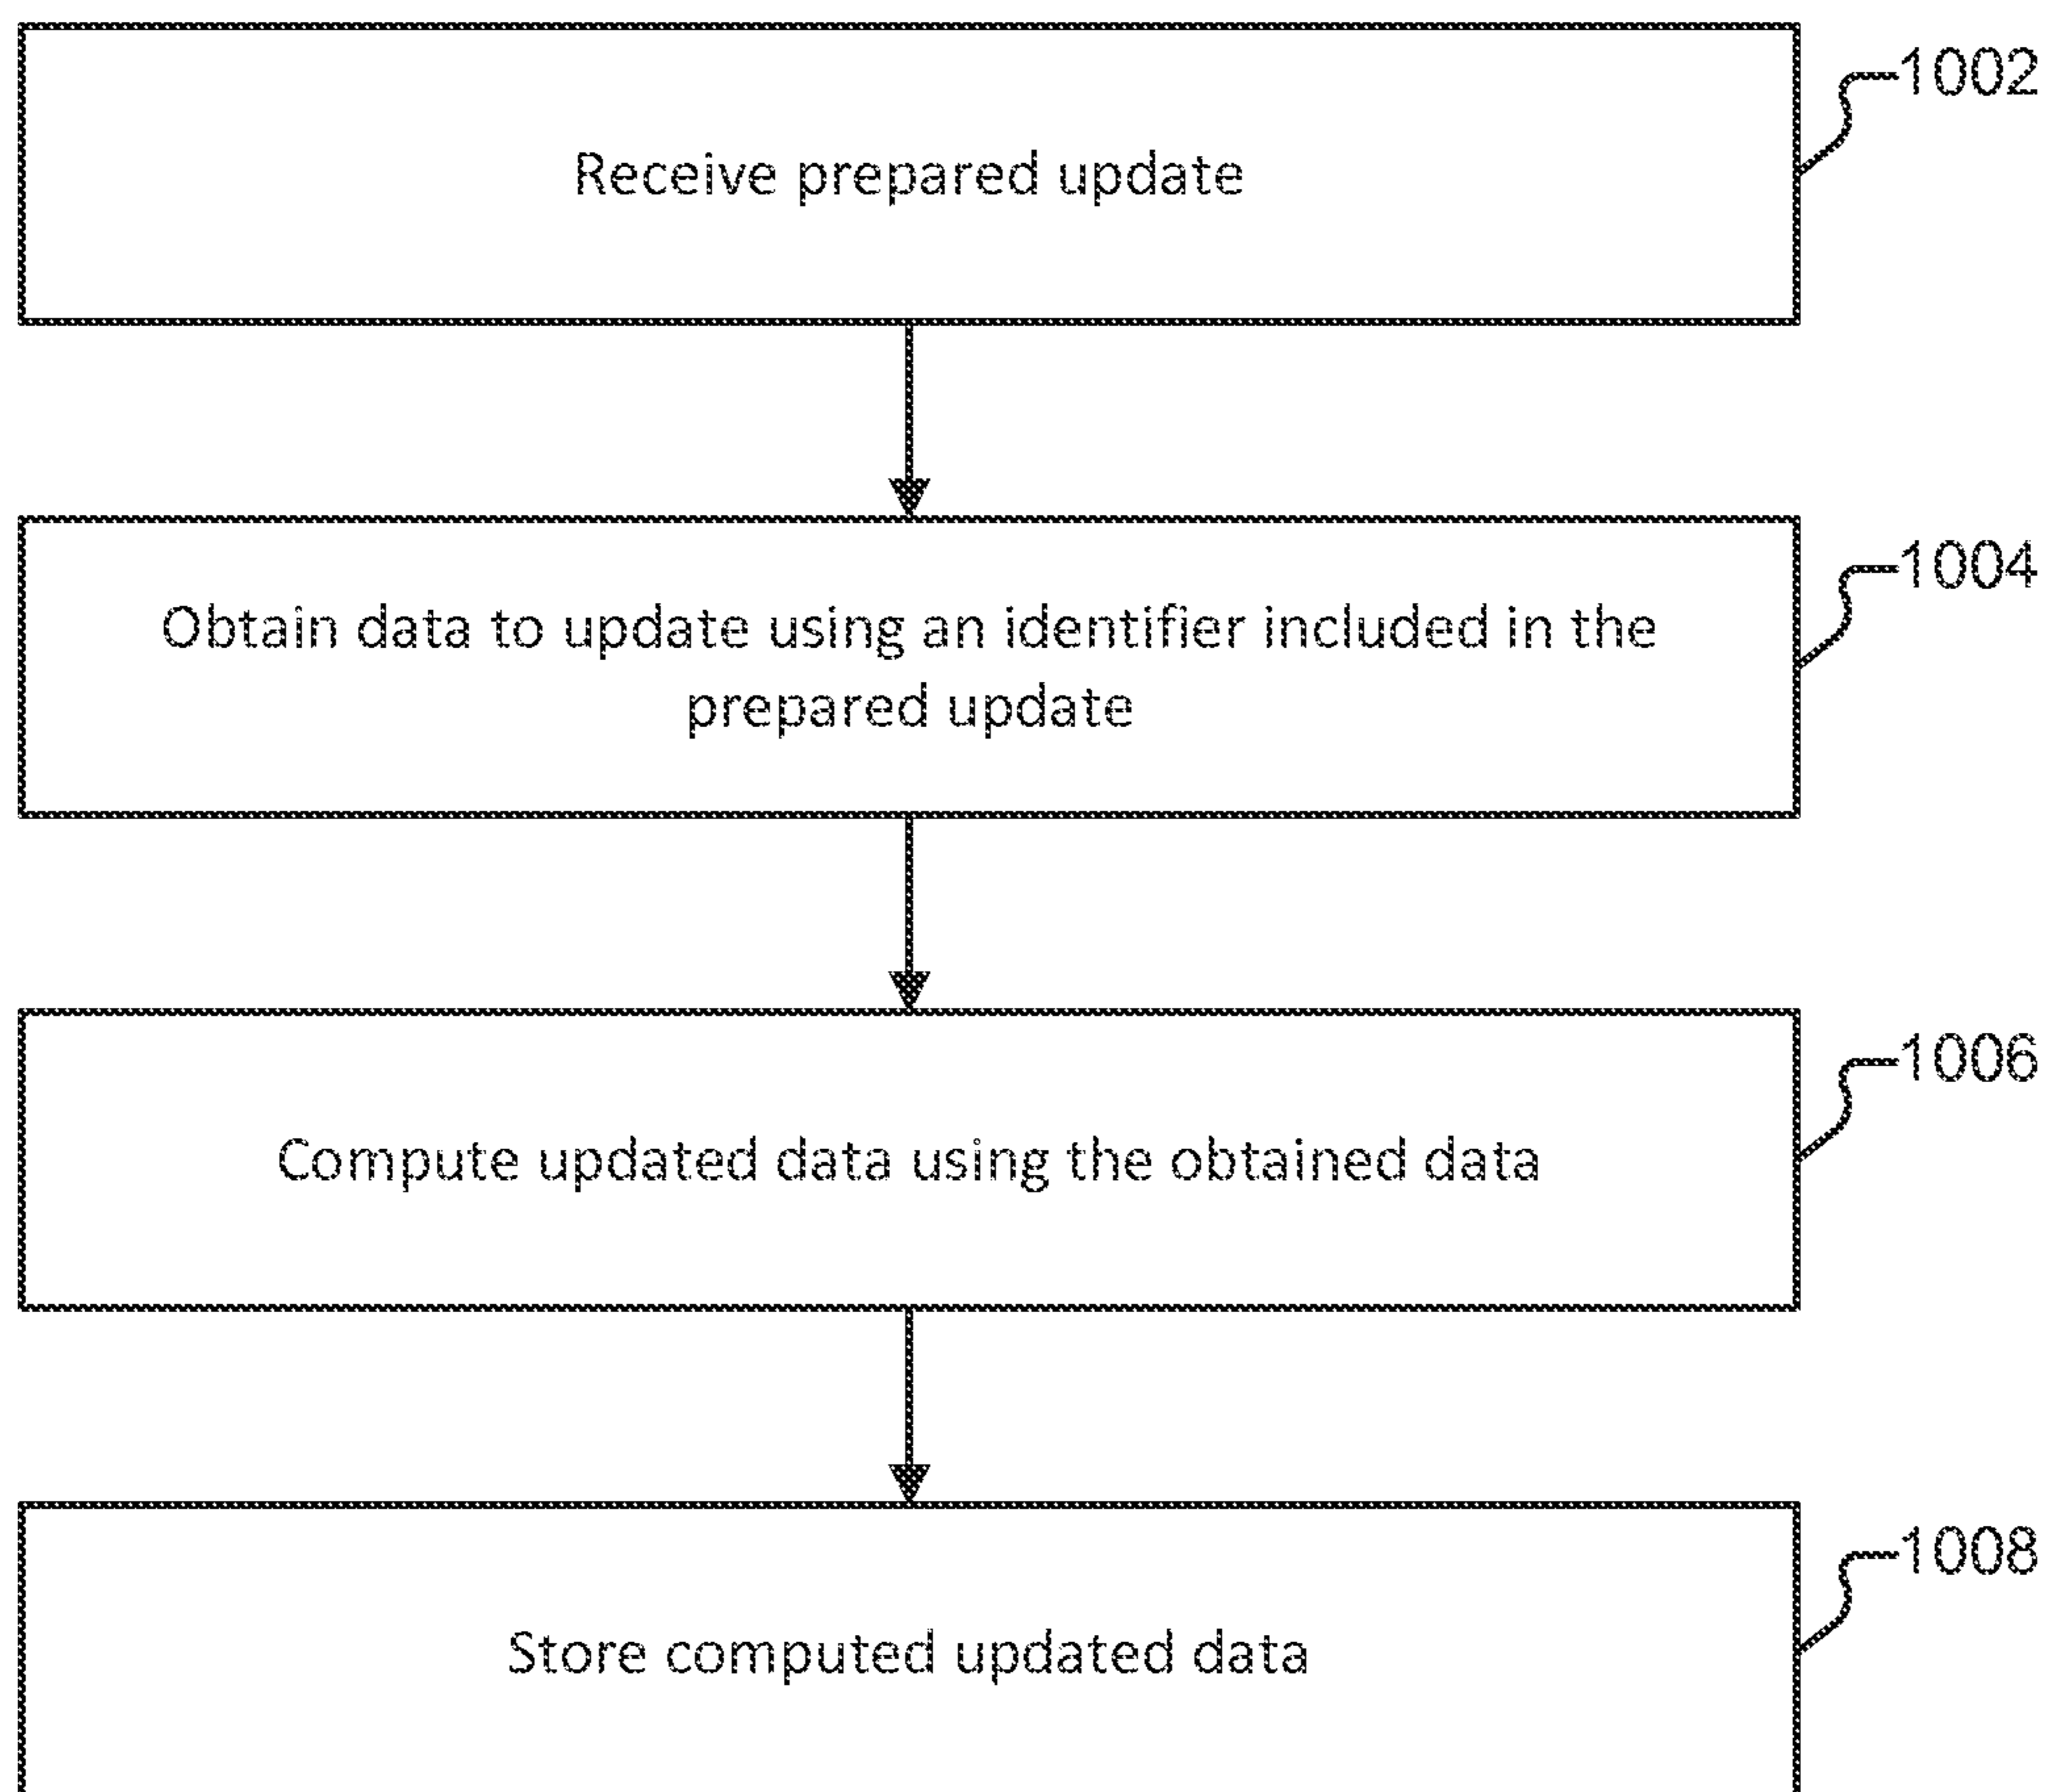 Receive prepared update
1002
Obtain data to update using an identifier included in the
prepared update
1004
Compute updated data using the obtained data
1006
Store computed updated data
1008